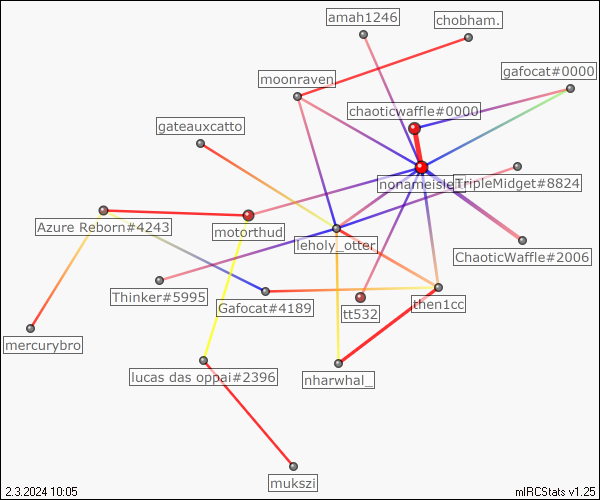 amah1246
chobham.
gafocat#0000
moonraven
chaoticwaffle#0000
gateauxcatto
TripleMidget#8824
Azure Reborn#4243
motorthud
leholy_otter
ChaoticWaffle#2006
Thinker#5995
Gafocat#4189
tt532
then1cc
mercurybro
lucas das oppai#2396
nharwhal_
mukszi
2.3.2024 10:05
mIRCStats v1.25